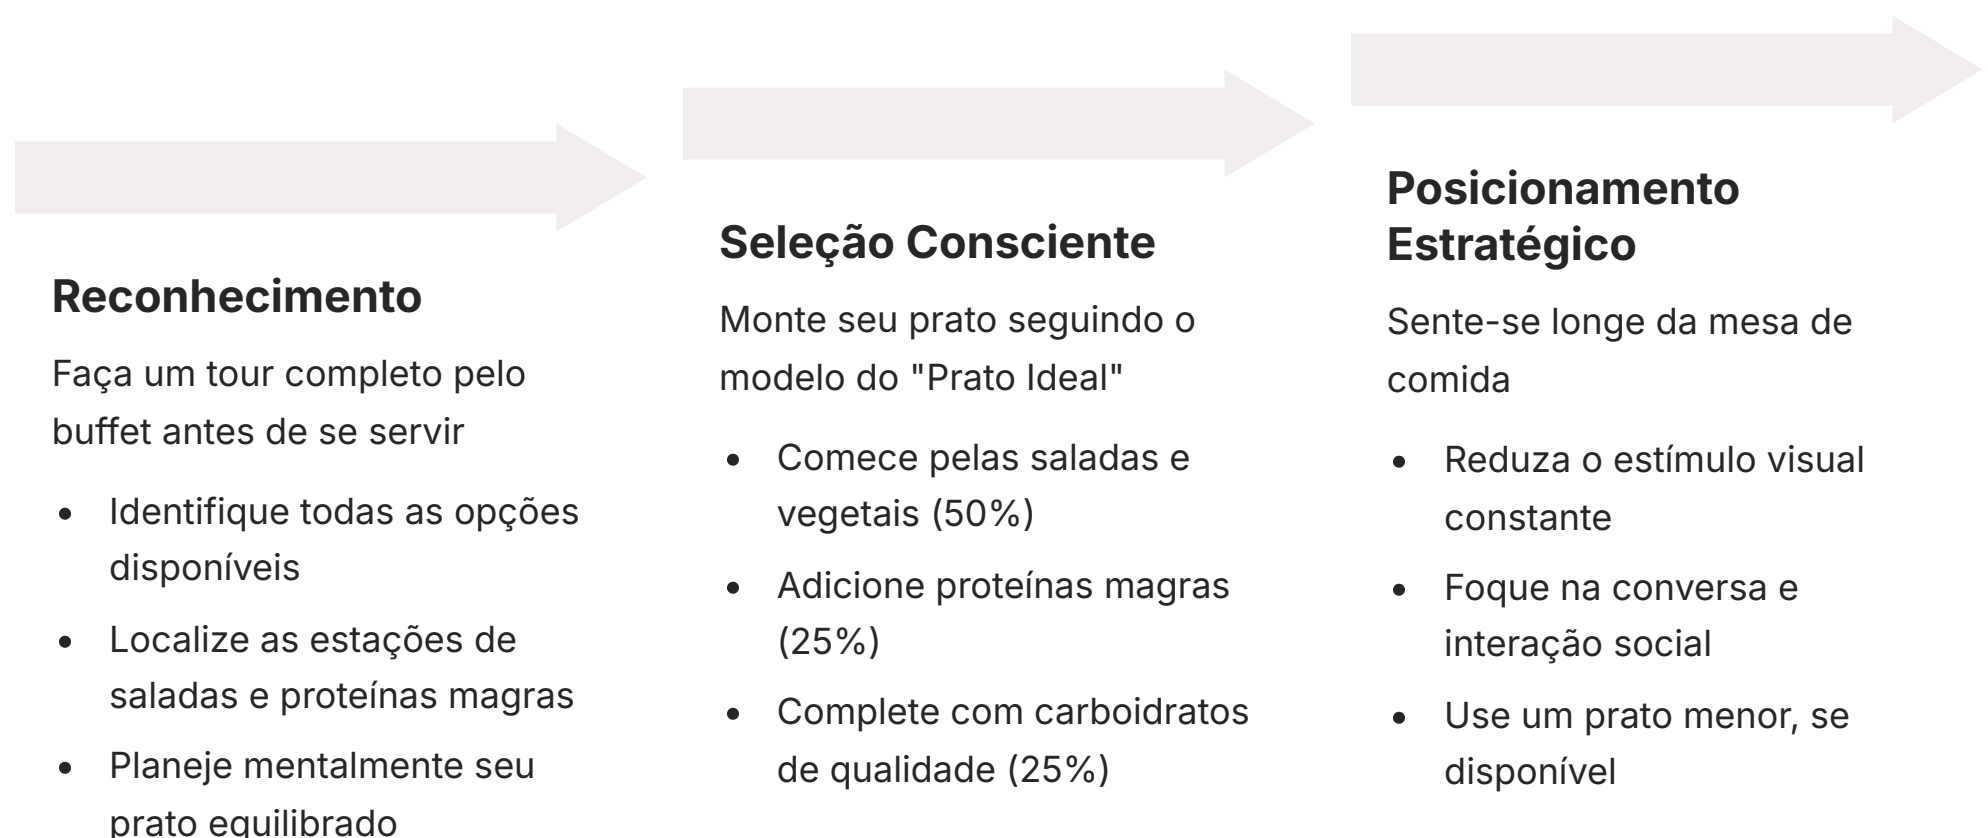 Reconhecimento
Faça um tour completo pelo
buffet antes de se servir
• Identifique todas as opções
disponíveis
• Localize as estações de
saladas e proteínas magras
• Planeje mentalmente seu
prato equilibrado
Seleção Consciente
Monte seu prato seguindo o
modelo do "Prato Ideal"
• Comece pelas saladas e
vegetais (50%)
• Adicione proteínas magras
(25%)
• Complete com carboidratos
de qualidade (25%)
Posicionamento
Estratégico
Sente-se longe da mesa de
comida
• Reduza o estímulo visual
constante
• Foque na conversa e
interação social
• Use um prato menor, se
disponível